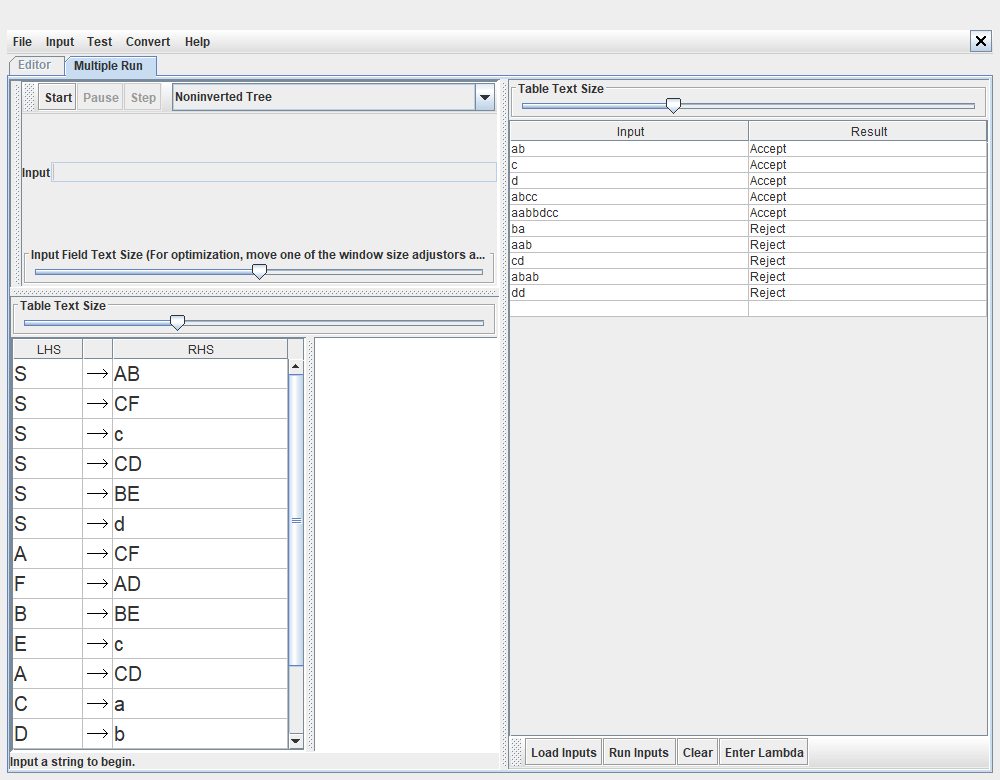 File Input Test Convert Help
Editor Multiple Run
Start Pause Step Noninverted Tree
Input
Input Field Text Size (For optimization, move one of the window size adjustors a...
Table Text Size
LHS RHS
S → AB
S → CF
S → c
S → CD
S → BE
S → d
A → CF
F → AD
B → BE
E → c
A → CD
C → a
D → b
Input a string to begin.
Table Text Size
Input Result
ab Accept
c Accept
d Accept
abcc Accept
aabbdcc Accept
ba Reject
aab Reject
cd Reject
abab Reject
dd Reject
Load Inputs Run Inputs Clear Enter Lambda